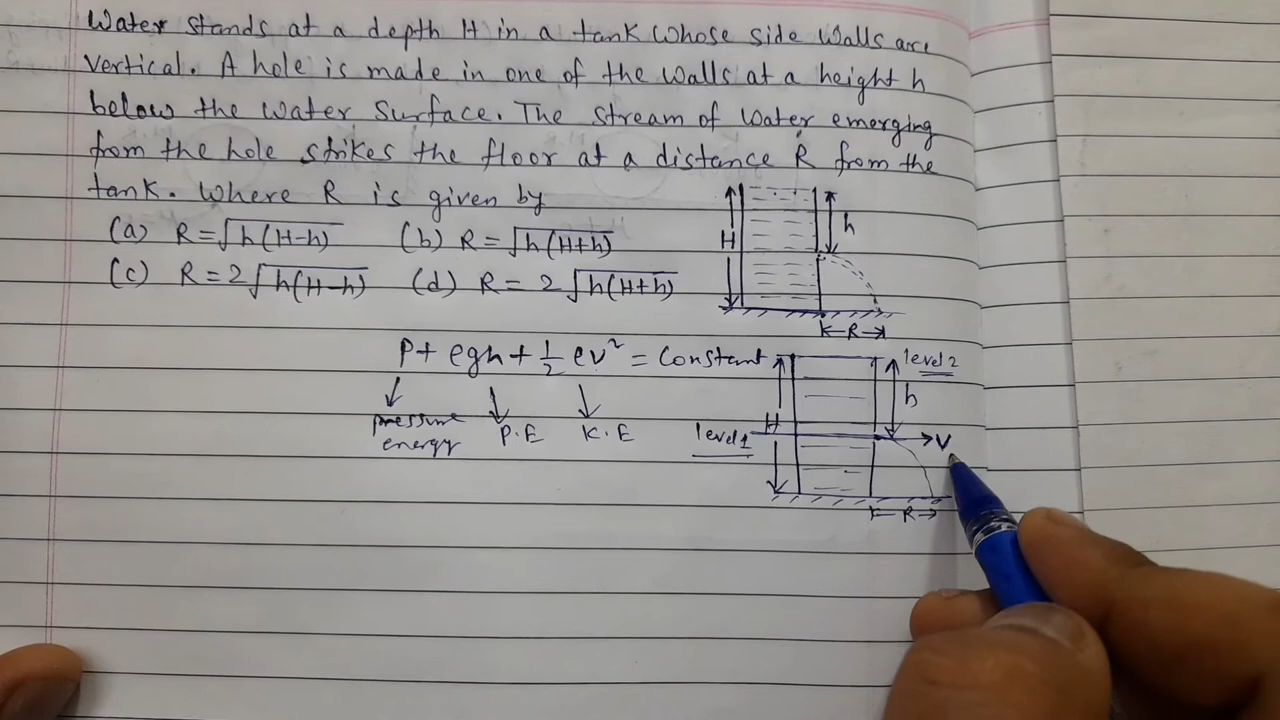 Water stands at a depth H in a tank whose side walls are
vertical. A hole is made in one of the walls at a height h
below the water surface. The stream of water emerging
from the hole strikes the floor at a distance R from the
tank. Where R is given by
(a) R=√h(H-h) (b) R=√h(H+h)
(c) R=2√h(H-h) (d) R= 2√h(H+h)
H
h
R
P+ ρgh + 1/2 ρv² = constant
pressure energy
P.E
K.E
level 2
h
H
level 1
V
R